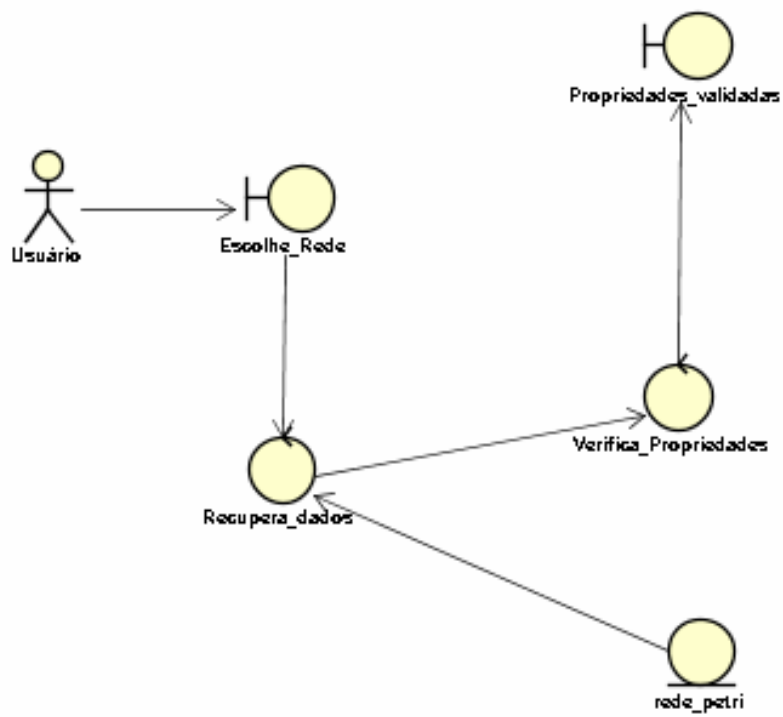 Propriedades_validadas
Usuário
Escolhe_Rede
Verifica_Propriedades
Recupera_dados
rede_petri